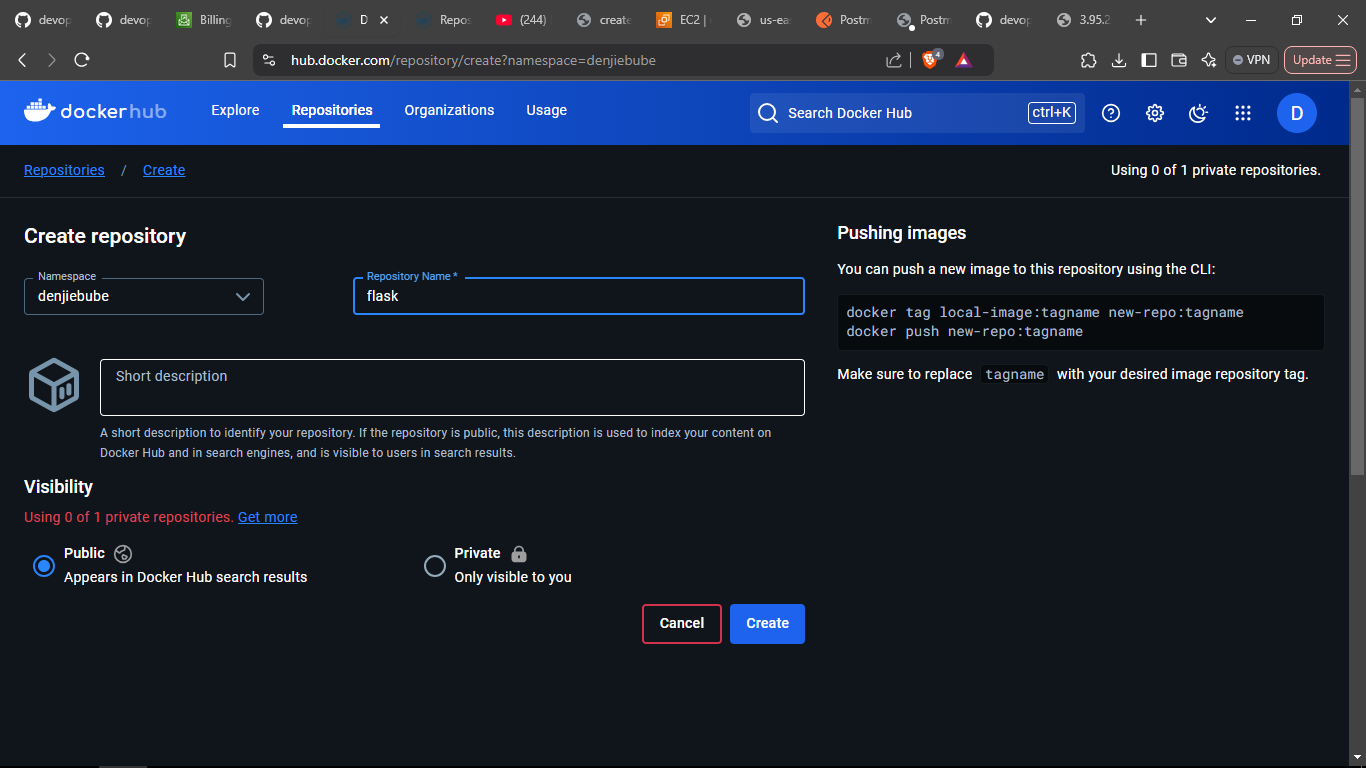 devop
devop
Billing
devop
D
Repos
(244)
create
EC2 |
us-eas
Postm
Postm
devop
3.95.2
hub.docker.com/repository/create?namespace=denjiebube
4
VPN
Update
dockerhub
Explore
Repositories
Organizations
Usage
Search Docker Hub
ctrl+K
D
Repositories / Create
Using 0 of 1 private repositories.
Create repository
Namespace
denjiebube
Repository Name *
flask
Short description
A short description to identify your repository. If the repository is public, this description is used to index your content on
Docker Hub and in search engines, and is visible to users in search results.
Visibility
Using 0 of 1 private repositories. Get more
Public
Appears in Docker Hub search results
Private
Only visible to you
Cancel
Create
Pushing images
You can push a new image to this repository using the CLI:
docker tag local-image:tagname new-repo:tagname
docker push new-repo:tagname
Make sure to replace tagname with your desired image repository tag.